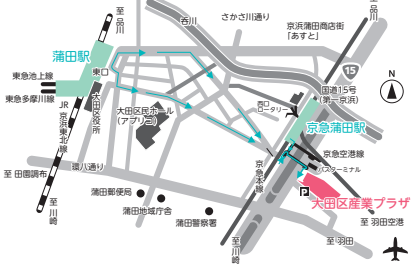 至 品川
呑川
さかさ川通り
京浜蒲田商店街
「あすと」
至 品川
蒲田駅
東口
東急池上線
東急多摩川線
JR京浜東北線
大田区役所
大田区民ホール
(アプリコ)
西口
ロータリー
国道15号
(第一京浜)
15
N
京急蒲田駅
京急空港線
バスターミナル
京急本線
P
大田区産業プラザ
環八通り
至 田園調布
蒲田郵便局
蒲田地域庁舎
蒲田警察署
至 川崎
至 川崎
至 羽田
至 羽田空港